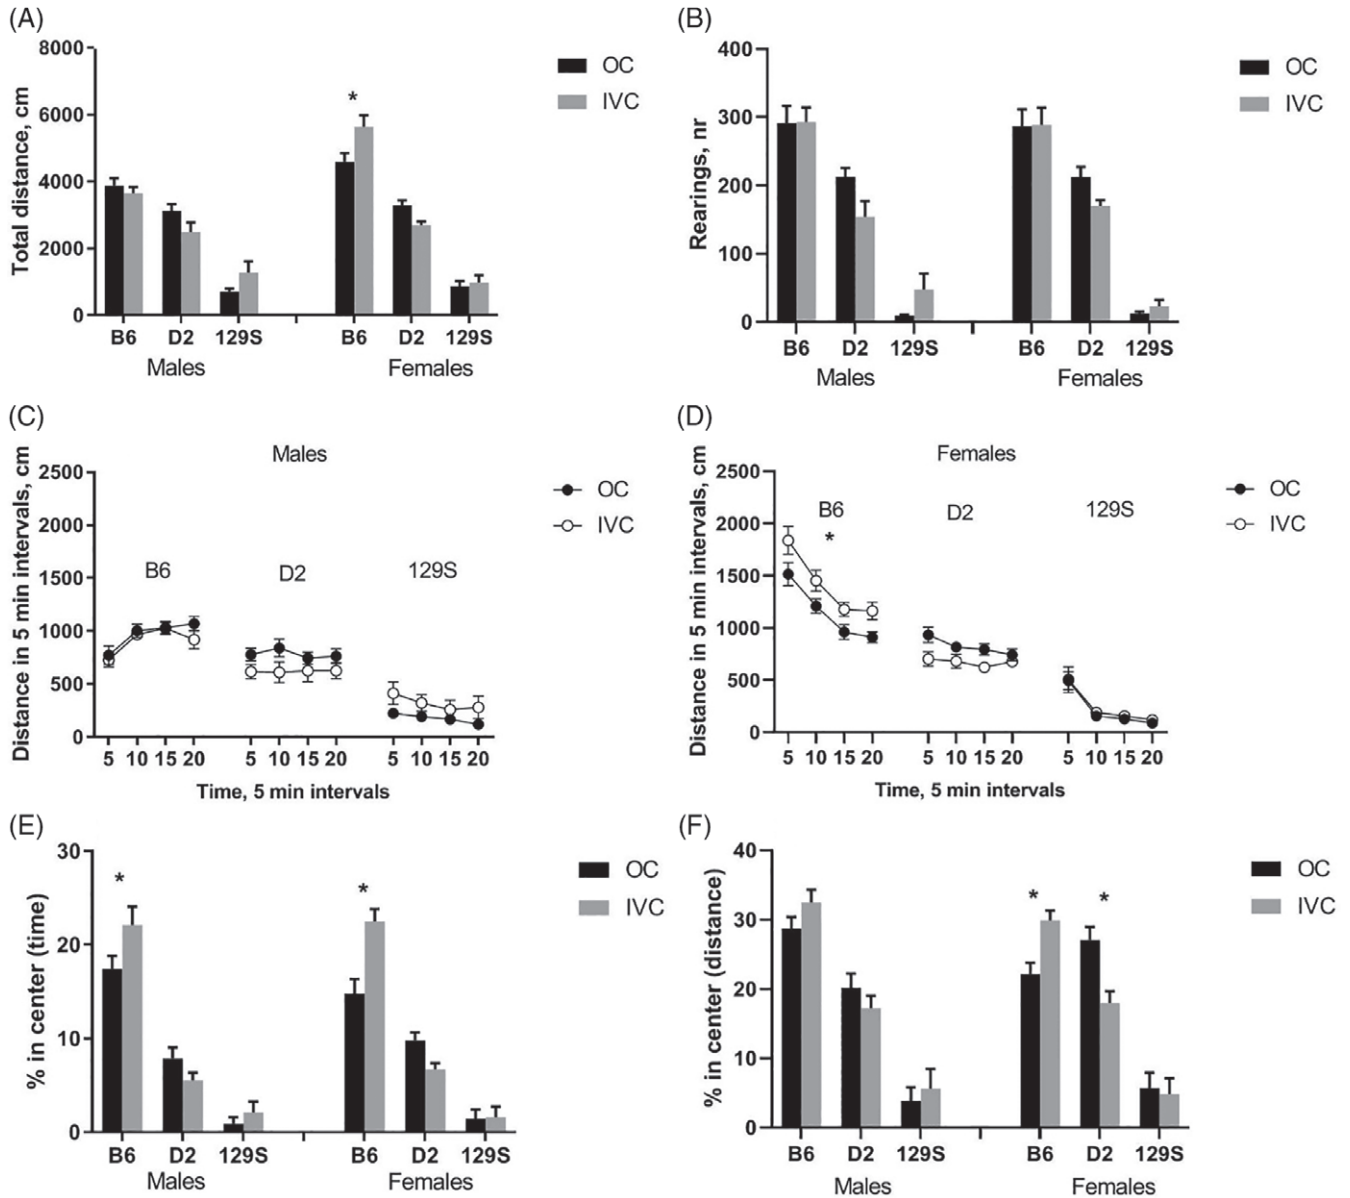 (A)
8000
6000
4000
2000
0
Total distance, cm
*
OC
IVC
B6 D2 129S B6 D2 129S
Males Females
(B)
400
300
200
100
0
Rearings, nr
OC
IVC
B6 D2 129S B6 D2 129S
Males Females
(C)
Males
2500
2000
1500
1000
500
0
Distance in 5 min intervals, cm
B6 D2 129S
OC
IVC
5 10 15 20 5 10 15 20 5 10 15 20
Time, 5 min intervals
(D)
Females
2500
2000
1500
1000
500
0
Distance in 5 min intervals, cm
B6 D2 129S
*
OC
IVC
5 10 15 20 5 10 15 20 5 10 15 20
Time, 5 min intervals
(E)
30
20
10
0
% in center (time)
* *
OC
IVC
B6 D2 129S B6 D2 129S
Males Females
(F)
40
30
20
10
0
% in center (distance)
* *
OC
IVC
B6 D2 129S B6 D2 129S
Males Females